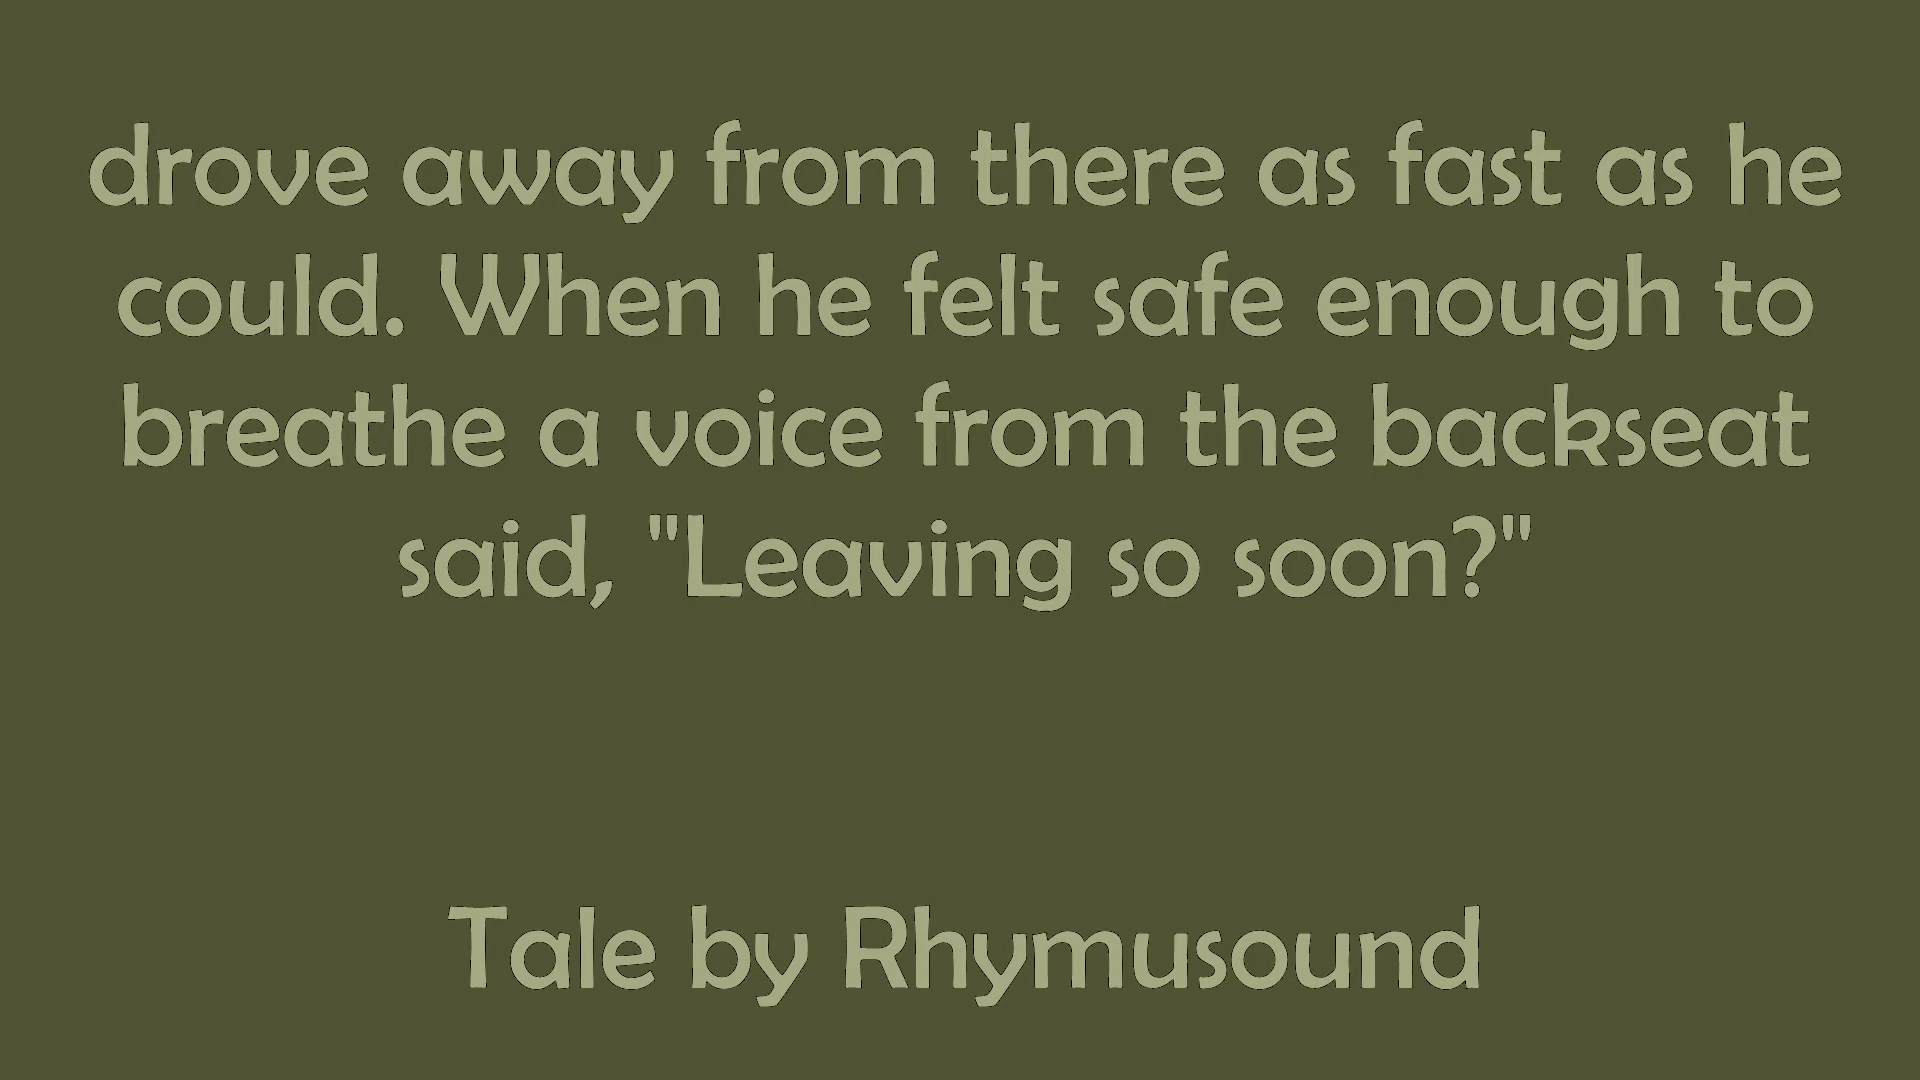 drove away from there as fast as he
could. When he felt safe enough to
breathe a voice from the backseat
said, "Leaving so soon?"
Tale by Rhymusound